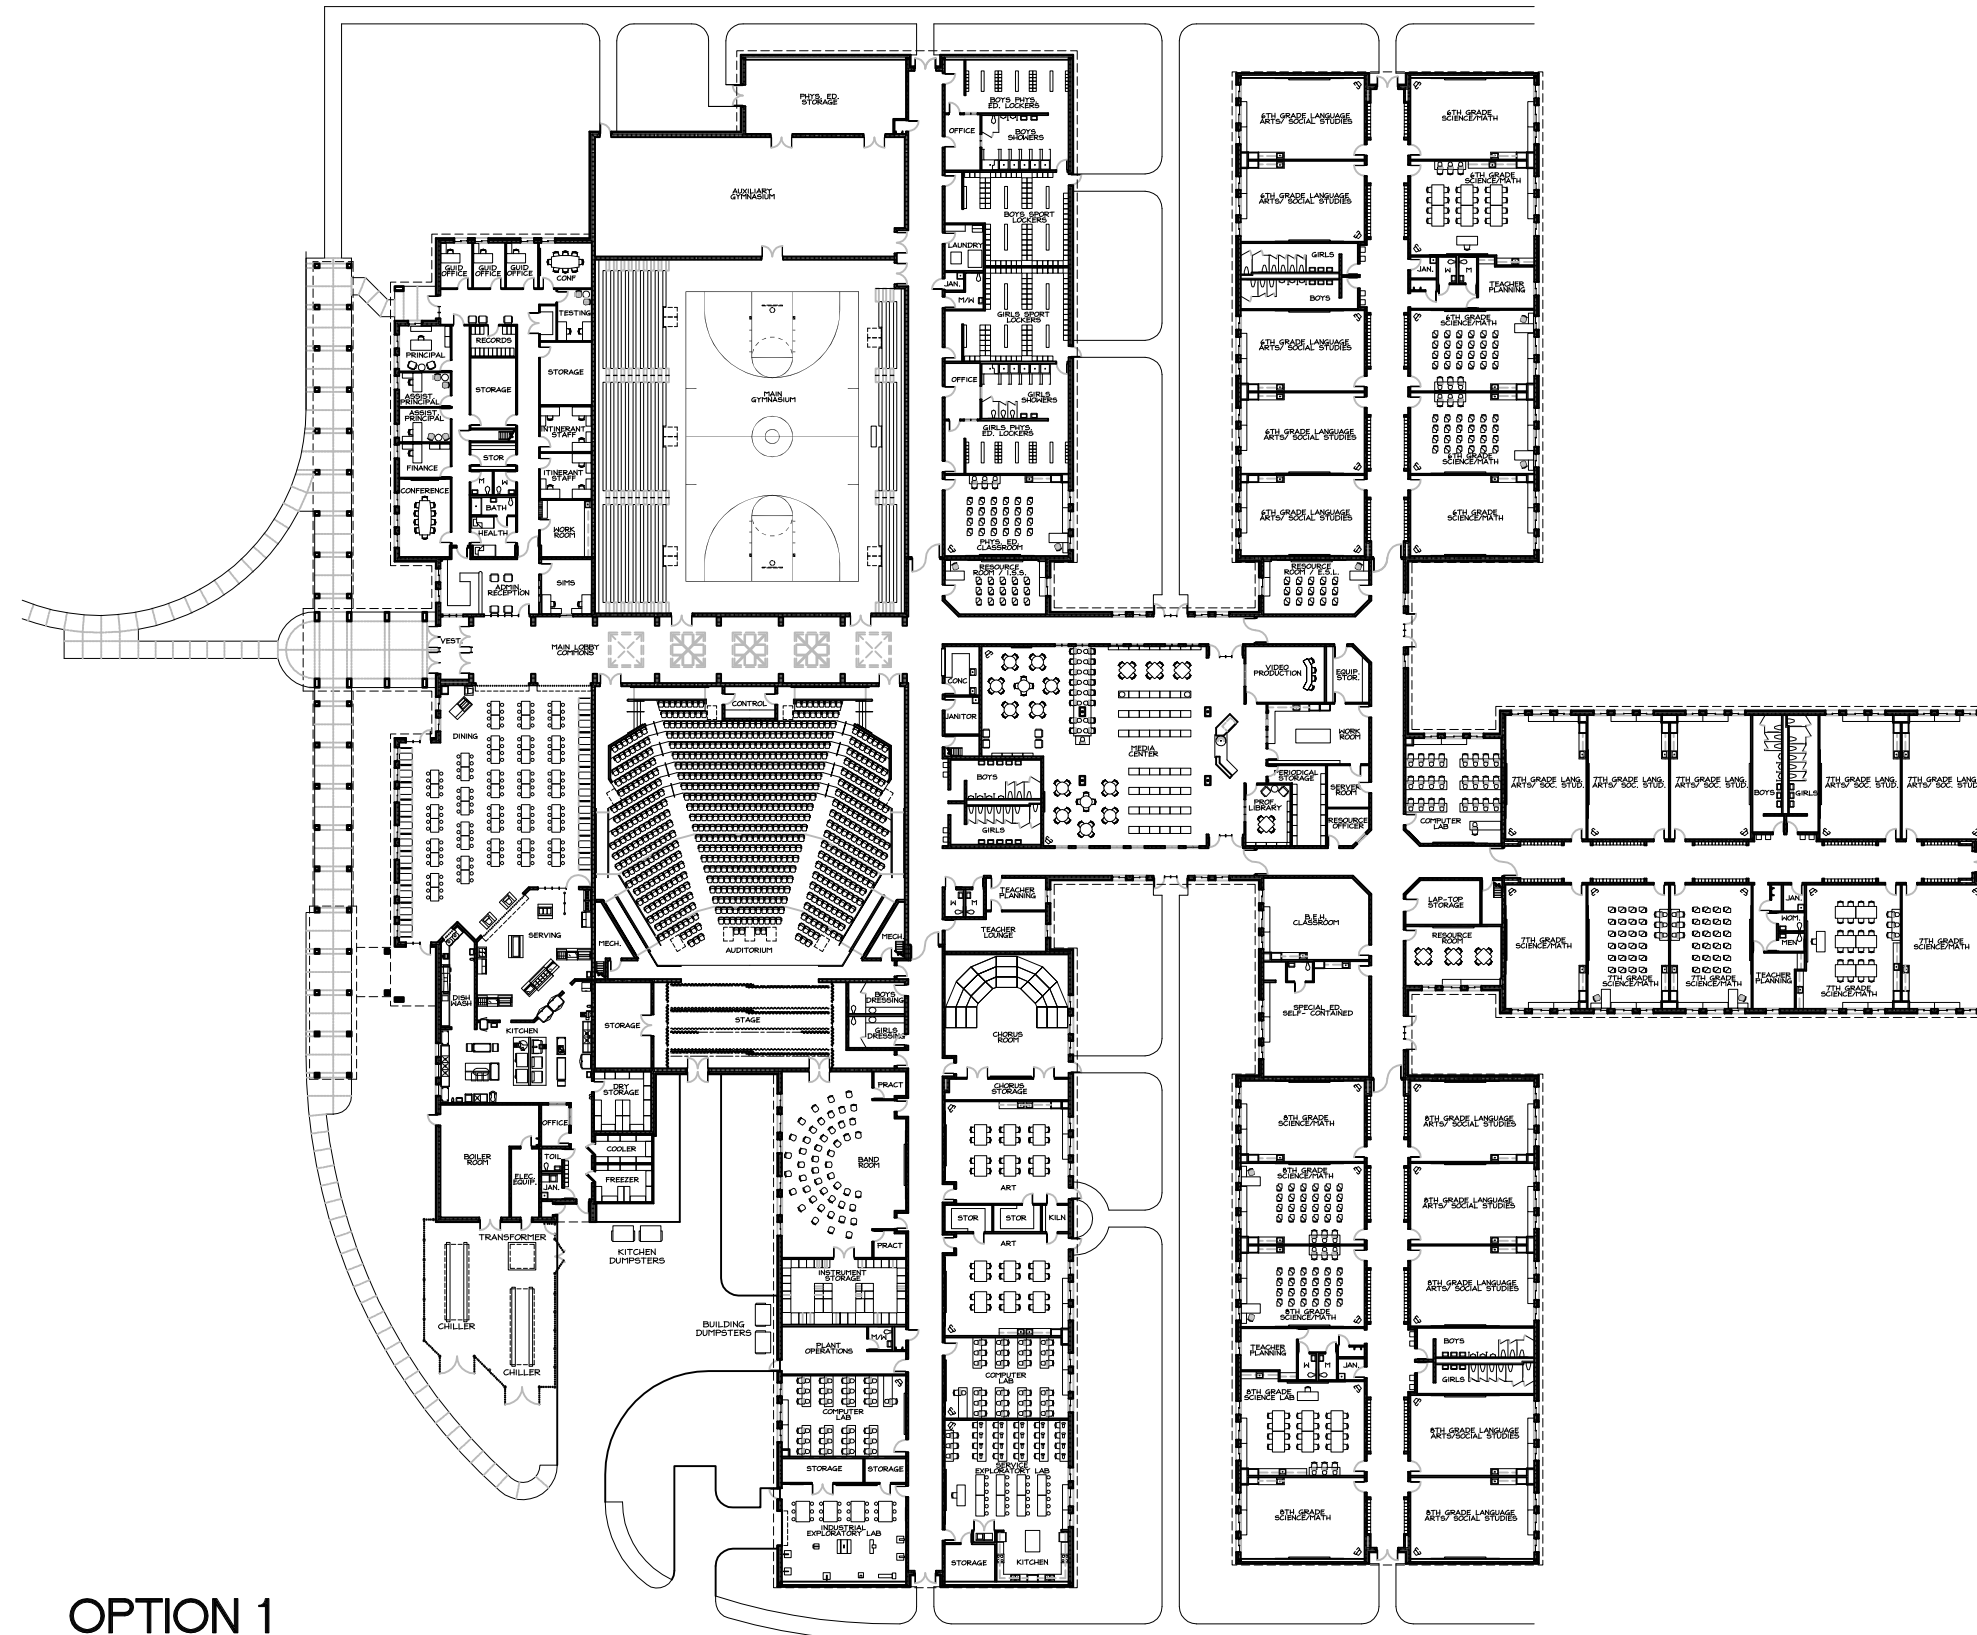 PHYS. ED.
STORAGE
BOYS PHYS.
ED. LOCKERS
OFFICE
BOYS
SHOWERS
AUXILIARY
GYMNASIUM
BOYS SPORT
LOCKERS
LAUNDRY
JAN.
M/W
GIRLS SPORT
LOCKERS
OFFICE
GIRLS
SHOWERS
GIRLS PHYS.
ED. LOCKERS
PHYS. ED.
CLASSROOM
RESOURCE
ROOM / I.S.S.
GUID
OFFICE
GUID
OFFICE
GUID
OFFICE
CONF
TESTING
RECORDS
PRINCIPAL
STORAGE
STORAGE
ASSIST.
PRINCIPAL
ASSIST.
PRINCIPAL
INTINERANT
STAFF
FINANCE
STOR
ITINERANT
STAFF
M
W
CONFERENCE
BATH
HEALTH
WORK
ROOM
SIMS
ADMIN.
RECEPTION
MAIN
GYMNASIUM
VEST.
MAIN LOBBY
COMMONS
6TH GRADE LANGUAGE
ARTS/ SOCIAL STUDIES
6TH GRADE
SCIENCE/MATH
6TH GRADE LANGUAGE
ARTS/ SOCIAL STUDIES
6TH GRADE
SCIENCE/MATH
GIRLS
BOYS
JAN.
W
M
TEACHER
PLANNING
6TH GRADE LANGUAGE
ARTS/ SOCIAL STUDIES
6TH GRADE
SCIENCE/MATH
6TH GRADE LANGUAGE
ARTS/ SOCIAL STUDIES
6TH GRADE
SCIENCE/MATH
6TH GRADE LANGUAGE
ARTS/ SOCIAL STUDIES
6TH GRADE
SCIENCE/MATH
RESOURCE
ROOM / E.S.L.
CONC
JANITOR
BOYS
GIRLS
MEDIA
CENTER
VIDEO
PRODUCTION
EQUIP.
STOR.
WORK
ROOM
PERIODICAL
STORAGE
SERVER
ROOM
PROF
LIBRARY
RESOURCE
OFFICER
DINING
CONTROL
AUDITORIUM
MECH.
MECH.
SERVING
DISH
WASH
KITCHEN
STORAGE
STAGE
BOYS
DRESSING
GIRLS
DRESSING
DRY
STORAGE
OFFICE
COOLER
FREEZER
BOILER
ROOM
TOIL
ELEC.
EQUIP.
JAN.
TRANSFORMER
CHILLER
CHILLER
KITCHEN
DUMPSTERS
BUILDING
DUMPSTERS
PRACT
BAND
ROOM
PRACT
INSTRUMENT
STORAGE
PLANT
OPERATIONS
M/W
COMPUTER
LAB
STORAGE
STORAGE
INDUSTRIAL
EXPLORATORY LAB
W
M
TEACHER
PLANNING
TEACHER
LOUNGE
CHORUS
ROOM
CHORUS
STORAGE
ART
STOR
STOR
KILN
ART
COMPUTER
LAB
SERVICE
EXPLORATORY LAB
STORAGE
KITCHEN
COMPUTER
LAB
7TH GRADE LANG.
ARTS/ SOC. STUD.
7TH GRADE LANG.
ARTS/ SOC. STUD.
7TH GRADE LANG.
ARTS/ SOC. STUD.
BOYS
GIRLS
7TH GRADE LANG.
ARTS/ SOC. STUD.
7TH GRADE LANG
ARTS/ SOC. STUD
LAP-TOP
STORAGE
RESOURCE
ROOM
7TH GRADE
SCIENCE/MATH
7TH GRADE
SCIENCE/MATH
7TH GRADE
SCIENCE/MATH
JAN.
WOM.
MEN
TEACHER
PLANNING
7TH GRADE
SCIENCE/MATH
7TH GRADE
SCIENCE/MATH
B.E.H.
CLASSROOM
SPECIAL ED.
SELF- CONTAINED
8TH GRADE
SCIENCE/MATH
8TH GRADE LANGUAGE
ARTS/ SOCIAL STUDIES
8TH GRADE
SCIENCE/MATH
8TH GRADE LANGUAGE
ARTS/ SOCIAL STUDIES
8TH GRADE
SCIENCE/MATH
8TH GRADE LANGUAGE
ARTS/ SOCIAL STUDIES
TEACHER
PLANNING
W
M
JAN.
BOYS
GIRLS
8TH GRADE
SCIENCE LAB
8TH GRADE LANGUAGE
ARTS/SOCIAL STUDIES
8TH GRADE
SCIENCE/MATH
8TH GRADE LANGUAGE
ARTS/ SOCIAL STUDIES
OPTION 1